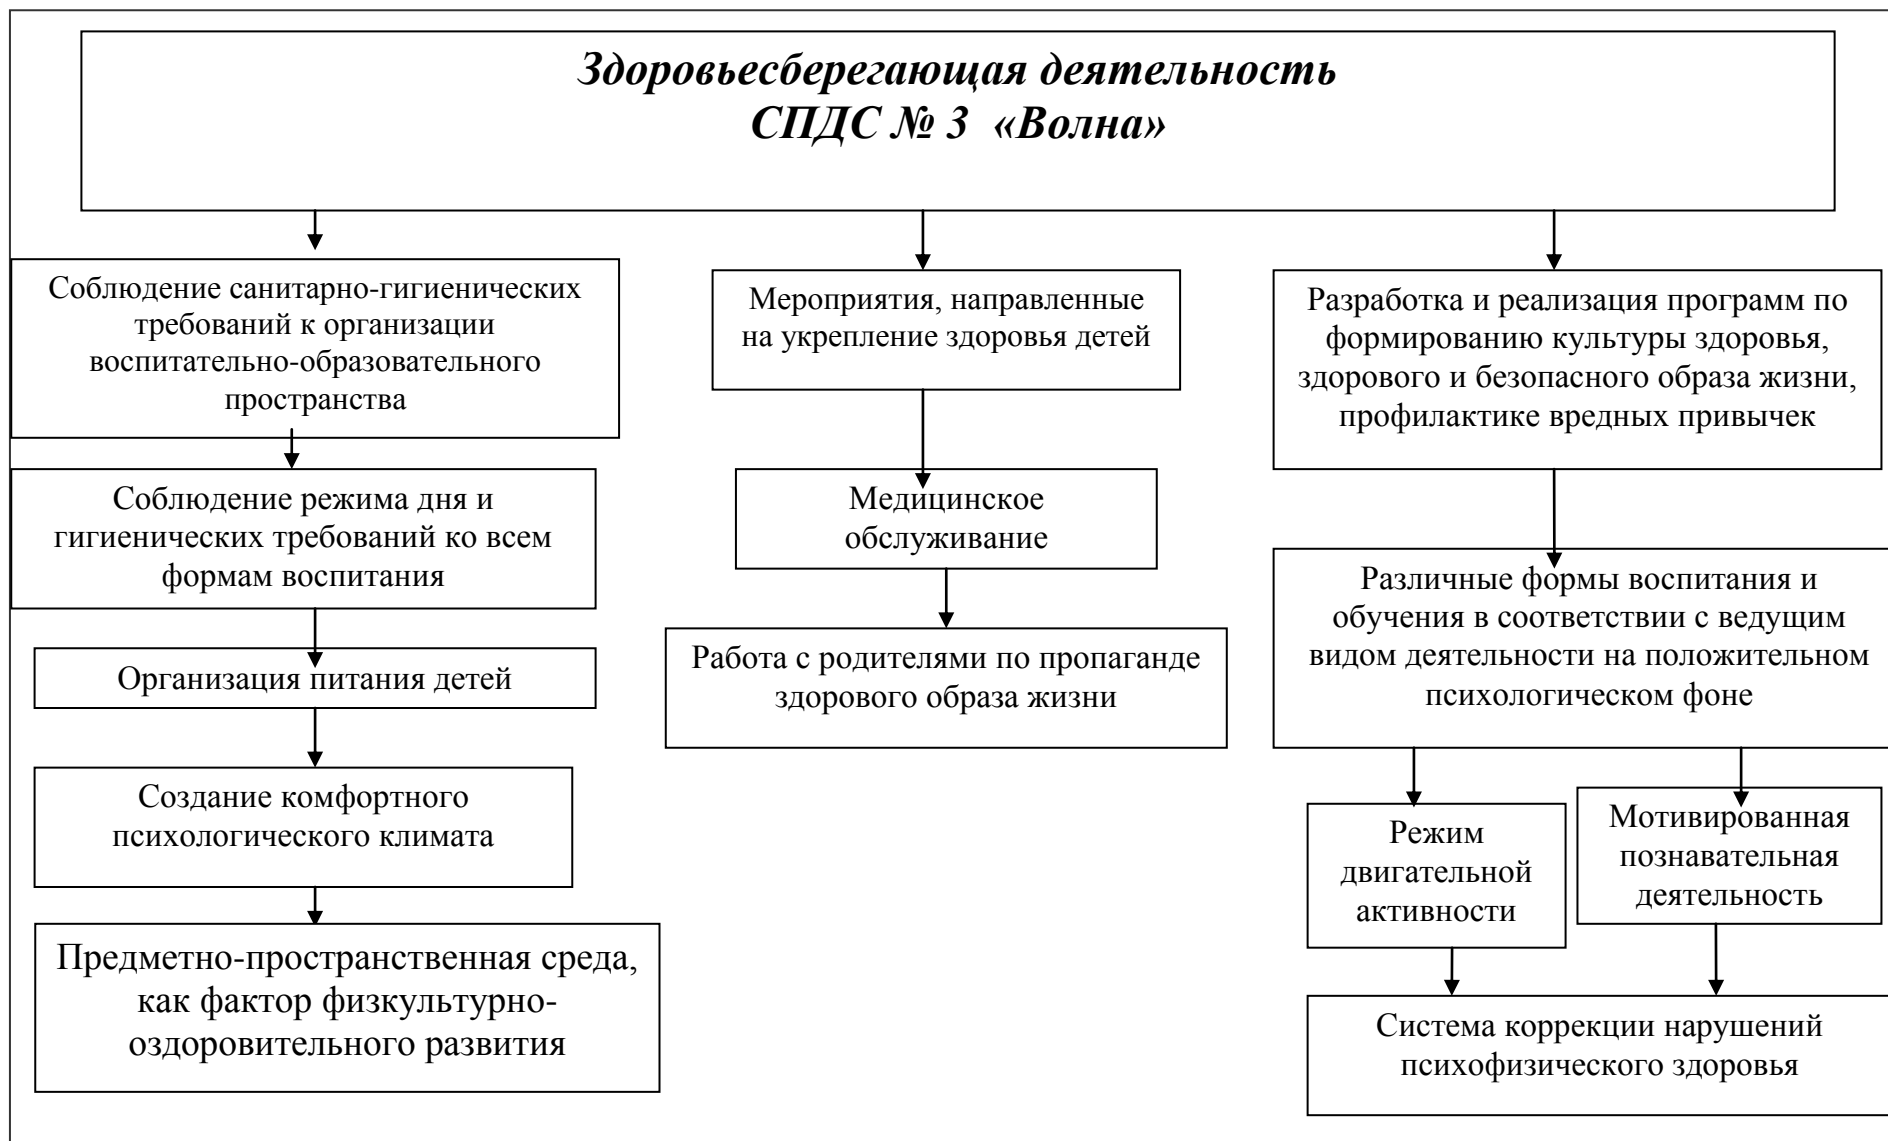 Здоровьесберегающая деятельность
СПДС № 3 «Волна»
Соблюдение санитарно-гигиенических
требований к организации
воспитательно-образовательного
пространства
Соблюдение режима дня и
гигиенических требований ко всем
формам воспитания
Организация питания детей
Создание комфортного
психологического климата
Предметно-пространственная среда,
как фактор физкультурно-
оздоровительного развития
Мероприятия, направленные
на укрепление здоровья детей
Медицинское
обслуживание
Работа с родителями по пропаганде
здорового образа жизни
Разработка и реализация программ по
формированию культуры здоровья,
здорового и безопасного образа жизни,
профилактике вредных привычек
Различные формы воспитания и
обучения в соответствии с ведущим
видом деятельности на положительном
психологическом фоне
Режим
двигательной
активности
Мотивированная
познавательная
деятельность
Система коррекции нарушений
психофизического здоровья